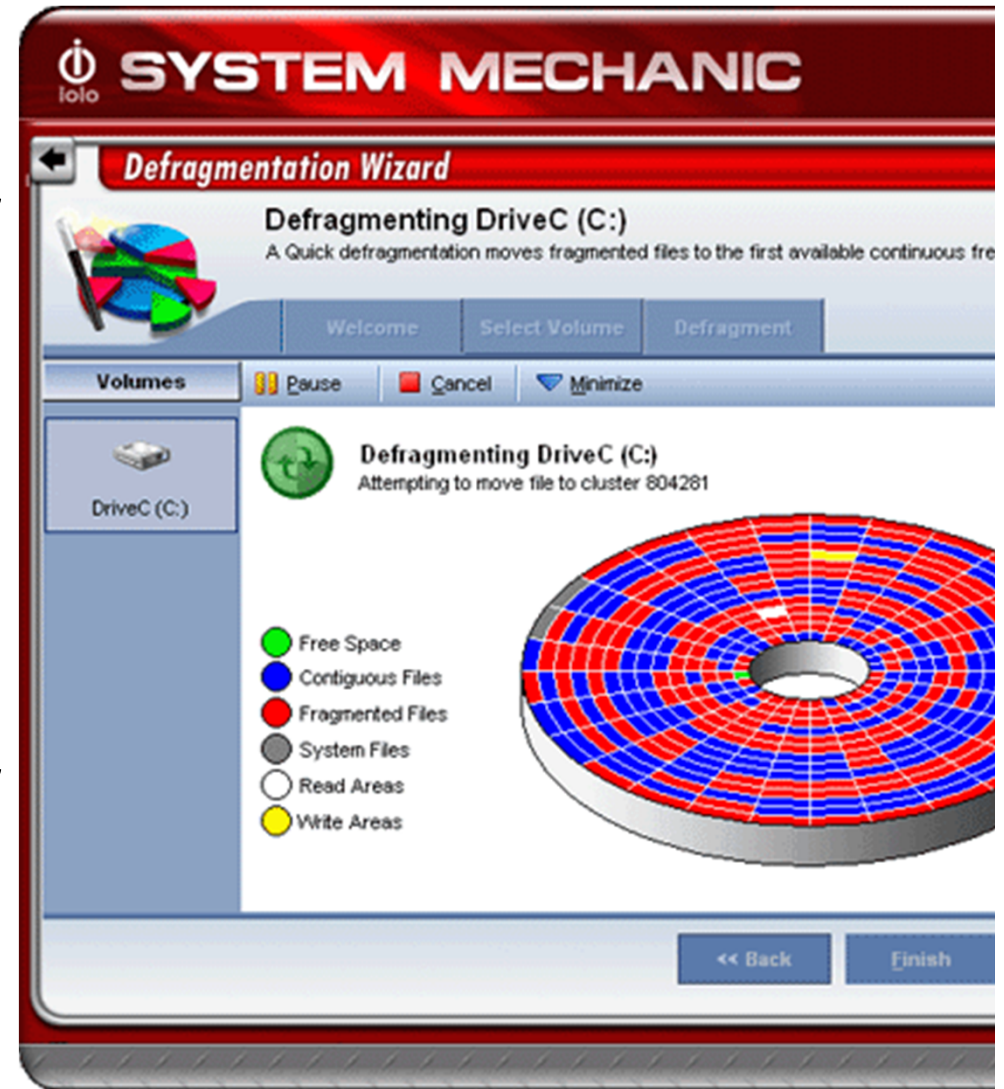 iolo
SYSTEM MECHANIC
Defragmentation Wizard
Defragmenting DriveC (C:)
A Quick defragmentation moves fragmented files to the first available continuous fre
Welcome
Select Volume
Defragment
Volumes
Pause
Cancel
Minimize
DriveC (C:)
Defragmenting DriveC (C:)
Attempting to move file to cluster 804281
Free Space
Contiguous Files
Fragmented Files
System Files
Read Areas
Write Areas
<< Back
Finish